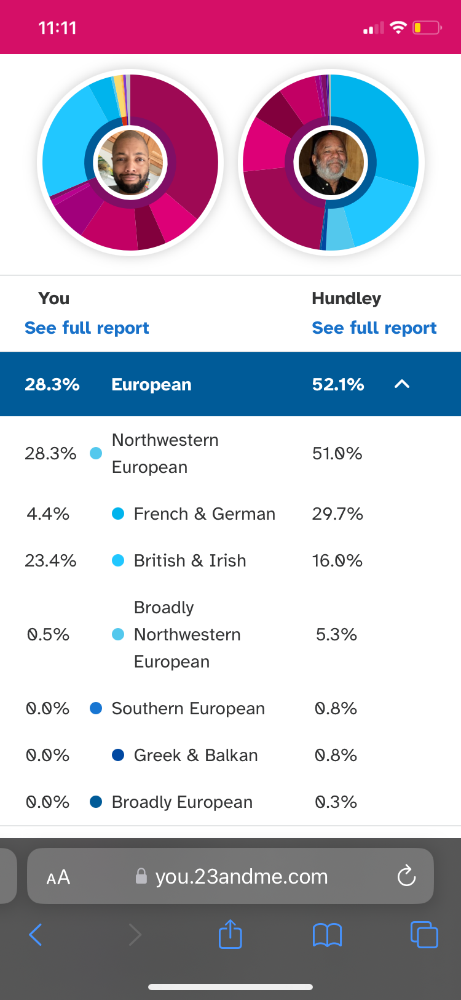 11:11
You
Hundley
See full report
See full report
28.3% European 52.1%
Northwestern
28.3% European 51.0%
4.4% French & German 29.7%
23.4% British & Irish 16.0%
Broadly
0.5% Northwestern 5.3%
European
0.0% Southern European 0.8%
0.0% Greek & Balkan 0.8%
0.0% Broadly European 0.3%
AA you.23andme.com